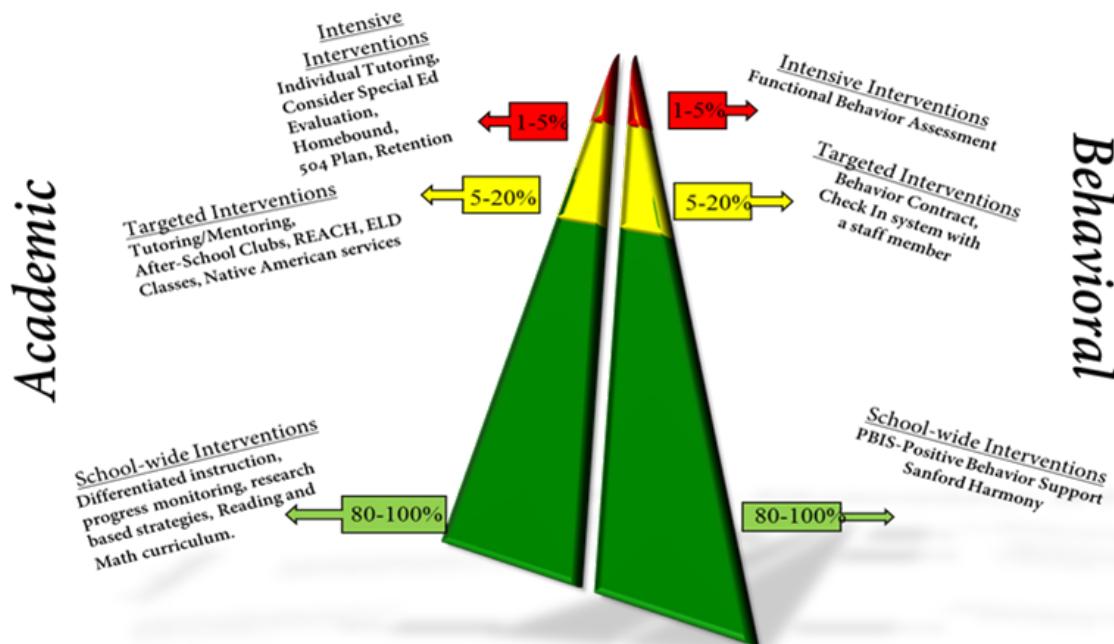 Academic
Intensive
Interventions
Individual Tutoring,
Consider Special Ed
Evaluation,
Homebound,
504 Plan, Retention
1-5%
Targeted Interventions
Tutoring/Mentoring,
After-School Clubs, REACH, ELD
Classes, Native American services
5-20%
School-wide Interventions
Differentiated instruction,
progress monitoring, research
based strategies, Reading and
Math curriculum.
80-100%
Behavioral
1-5%
Intensive Interventions
Functional Behavior Assessment
5-20%
Targeted Interventions
Behavior Contract,
Check In system with
a staff member
80-100%
School-wide Interventions
PBIS-Positive Behavior Support
Sanford Harmony